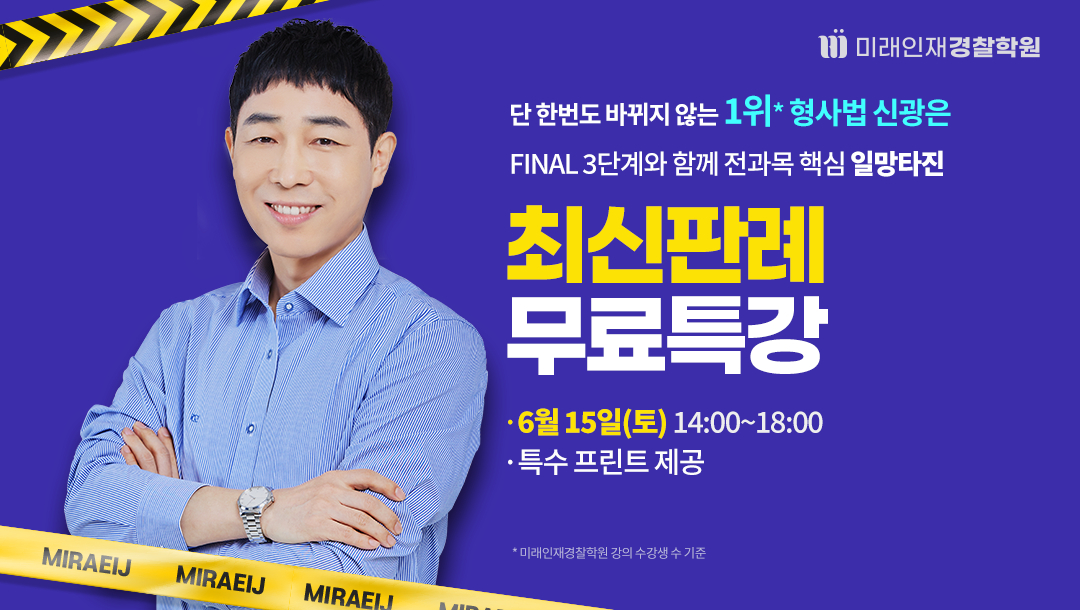 미래인재경찰학원
단 한번도 바뀌지 않는 1위* 형사법 신광은
FINAL 3단계와 함께 전과목 핵심 일망타진
최신판례
무료특강
· 6월 15일(토) 14:00~18:00
· 특수 프린트 제공
* 미래인재경찰학원 강의 수강생 수 기준
MIRAEIJ MIRAEIJ MIRAEIJ MIRAEIJ